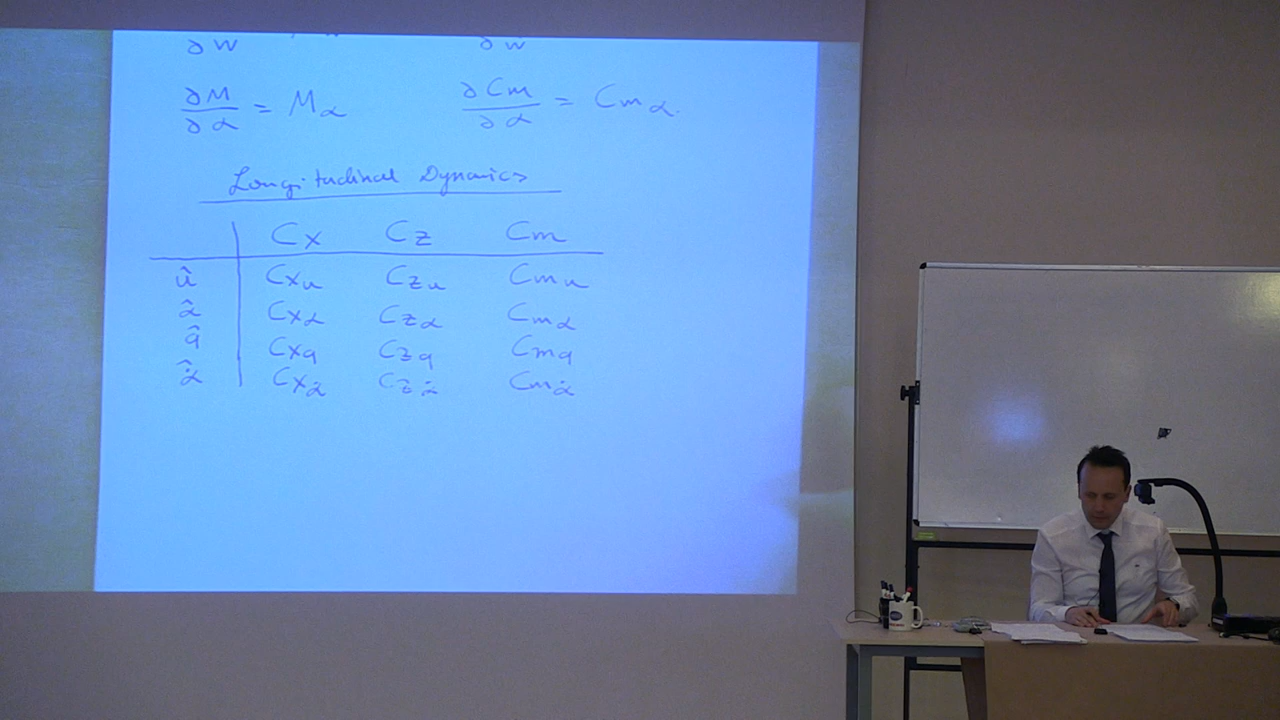 ∂W ∂ẇ
∂M/∂α = Mα ∂Cm/∂α = Cmα.
Longitudinal Dynamics
Cx Cz Cm
û Cxu Czu Cmu
α̂ Cxα Czα Cmα
q̂ Cxq Czq Cmq
α̇̂ Cxα̇ Czα̇ Cmα̇